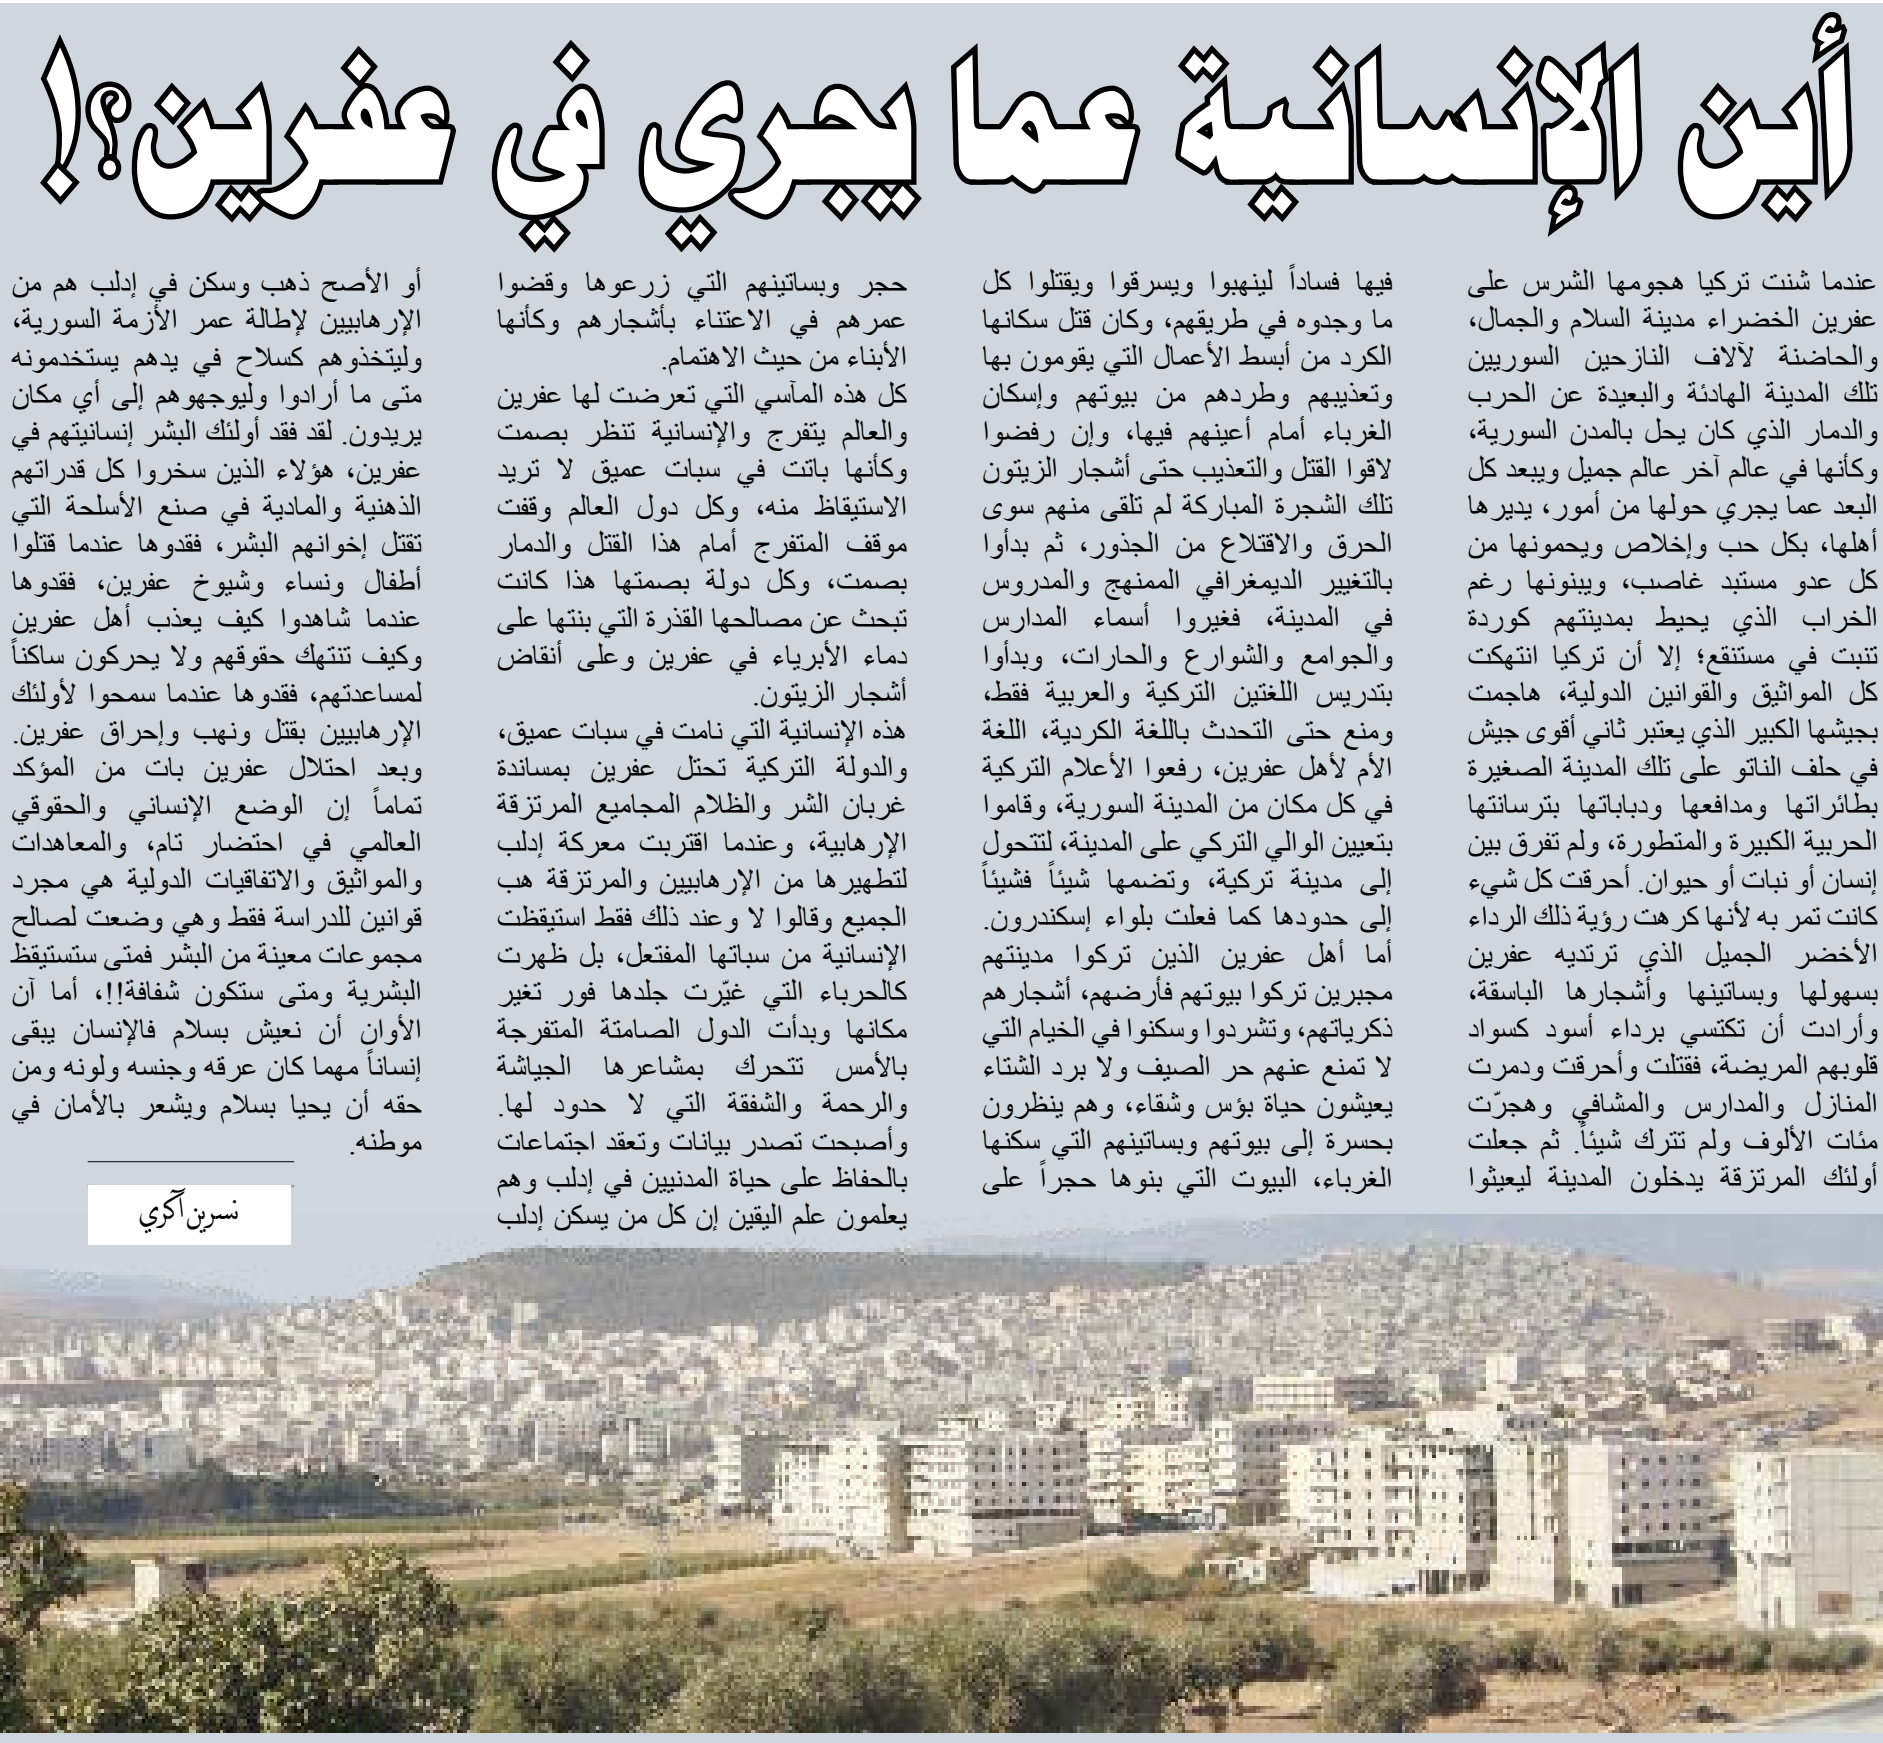 أين الإنسانية عما يجري في عفرين؟!
عندما شنت تركيا هجومها الشرس على
عفرين الخضراء مدينة السلام والجمال،
والحاضنة لآلاف النازحين السوريين
تلك المدينة الهادئة والبعيدة عن الحرب
والدمار الذي كان يحل بالمدن السورية،
وكأنها في عالم آخر عالم جميل ويبعد كل
البعد عما يجري حولها من أمور، يديرها
أهلها، بكل حب وإخلاص ويحمونها من
كل عدو مستبد غاصب، ويبنونها رغم
الخراب الذي يحيط بمدينتهم كوردة
تنبت في مستنقع؛ إلا أن تركيا انتهكت
كل المواثيق والقوانين الدولية، هاجمت
بجيشها الكبير الذي يعتبر ثاني أقوى جيش
في حلف الناتو على تلك المدينة الصغيرة
بطائراتها ومدافعها ودباباتها بترسانتها
الحربية الكبيرة والمتطورة، ولم تفرق بين
إنسان أو نبات أو حيوان. أحرقت كل شيء
كانت تمر به لأنها كرهت رؤية ذلك الرداء
الأخضر الجميل الذي ترتديه عفرين
بسهولها وبساتينها وأشجارها الباسقة،
وأرادت أن تكتسي برداء أسود كسواد
قلوبهم المريضة، فقتلت وأحرقت ودمرت
المنازل والمدارس والمشافي وهجرّت
مئات الألوف ولم تترك شيئاً. ثم جعلت
أولئك المرتزقة يدخلون المدينة ليعيثوا
فيها فساداً لينهبوا ويسرقوا ويقتلوا كل
ما وجدوه في طريقهم، وكان قتل سكانها
الكرد من أبسط الأعمال التي يقومون بها
وتعذيبهم وطردهم من بيوتهم وإسكان
الغرباء أمام أعينهم فيها، وإن رفضوا
لاقوا القتل والتعذيب حتى أشجار الزيتون
تلك الشجرة المباركة لم تلقى منهم سوى
الحرق والاقتلاع من الجذور، ثم بدأوا
بالتغيير الديمغرافي الممنهج والمدروس
في المدينة، فغيروا أسماء المدارس
والجوامع والشوارع والحارات، وبدأوا
بتدريس اللغتين التركية والعربية فقط،
ومنع حتى التحدث باللغة الكردية، اللغة
الأم لأهل عفرين، رفعوا الأعلام التركية
في كل مكان من المدينة السورية، وقاموا
بتعيين الوالي التركي على المدينة، لتتحول
إلى مدينة تركية، وتضمها شيئاً فشيئاً
إلى حدودها كما فعلت بلواء إسكندرون.
أما أهل عفرين الذين تركوا مدينتهم
مجبرين تركوا بيوتهم فأرضهم، أشجارهم
ذكرياتهم، وتشردوا وسكنوا في الخيام التي
لا تمنع عنهم حر الصيف ولا برد الشتاء
يعيشون حياة بؤس وشقاء، وهم ينظرون
بحسرة إلى بيوتهم وبساتينهم التي سكنها
الغرباء، البيوت التي بنوها حجراً على
حجر وبساتينهم التي زرعوها وقضوا
عمرهم في الاعتناء بأشجارهم وكأنها
الأبناء من حيث الاهتمام.
كل هذه المآسي التي تعرضت لها عفرين
والعالم يتفرج والإنسانية تنظر بصمت
وكأنها باتت في سبات عميق لا تريد
الاستيقاظ منه، وكل دول العالم وقفت
موقف المتفرج أمام هذا القتل والدمار
بصمت، وكل دولة بصمتها هذا كانت
تبحث عن مصالحها القذرة التي بنتها على
دماء الأبرياء في عفرين وعلى أنقاض
أشجار الزيتون.
هذه الإنسانية التي نامت في سبات عميق،
والدولة التركية تحتل عفرين بمساندة
غربان الشر والظلام المجاميع المرتزقة
الإرهابية، وعندما اقتربت معركة إدلب
لتطهيرها من الإرهابيين والمرتزقة هب
الجميع وقالوا لا وعند ذلك فقط استيقظت
الإنسانية من سباتها المفتعل، بل ظهرت
كالحرباء التي غيّرت جلدها فور تغير
مكانها وبدأت الدول الصامتة المتفرجة
بالأمس تتحرك بمشاعرها الجياشة
والرحمة والشفقة التي لا حدود لها.
وأصبحت تصدر بيانات وتعقد اجتماعات
بالحفاظ على حياة المدنيين في إدلب وهم
يعلمون علم اليقين إن كل من يسكن إدلب
أو الأصح ذهب وسكن في إدلب هم من
الإرهابيين لإطالة عمر الأزمة السورية،
وليتخذوهم كسلاح في يدهم يستخدمونه
متى ما أرادوا وليوجهوهم إلى أي مكان
يريدون. لقد فقد أولئك البشر إنسانيتهم في
عفرين، هؤلاء الذين سخروا كل قدراتهم
الذهنية والمادية في صنع الأسلحة التي
تقتل إخوانهم البشر، فقدوها عندما قتلوا
أطفال ونساء وشيوخ عفرين، فقدوها
عندما شاهدوا كيف يعذب أهل عفرين
وكيف تنتهك حقوقهم ولا يحركون ساكناً
لمساعدتهم، فقدوها عندما سمحوا لأولئك
الإرهابيين بقتل ونهب وإحراق عفرين.
وبعد احتلال عفرين بات من المؤكد
تماماً إن الوضع الإنساني والحقوقي
العالمي في احتضار تام، والمعاهدات
والمواثيق والاتفاقيات الدولية هي مجرد
قوانين للدراسة فقط وهي وضعت لصالح
مجموعات معينة من البشر فمتى ستستيقظ
البشرية ومتى ستكون شفافة!!، أما آن
الأوان أن نعيش بسلام فالإنسان يبقى
إنساناً مهما كان عرقه وجنسه ولونه ومن
حقه أن يحيا بسلام ويشعر بالأمان في
موطنه.
نسرين آكري